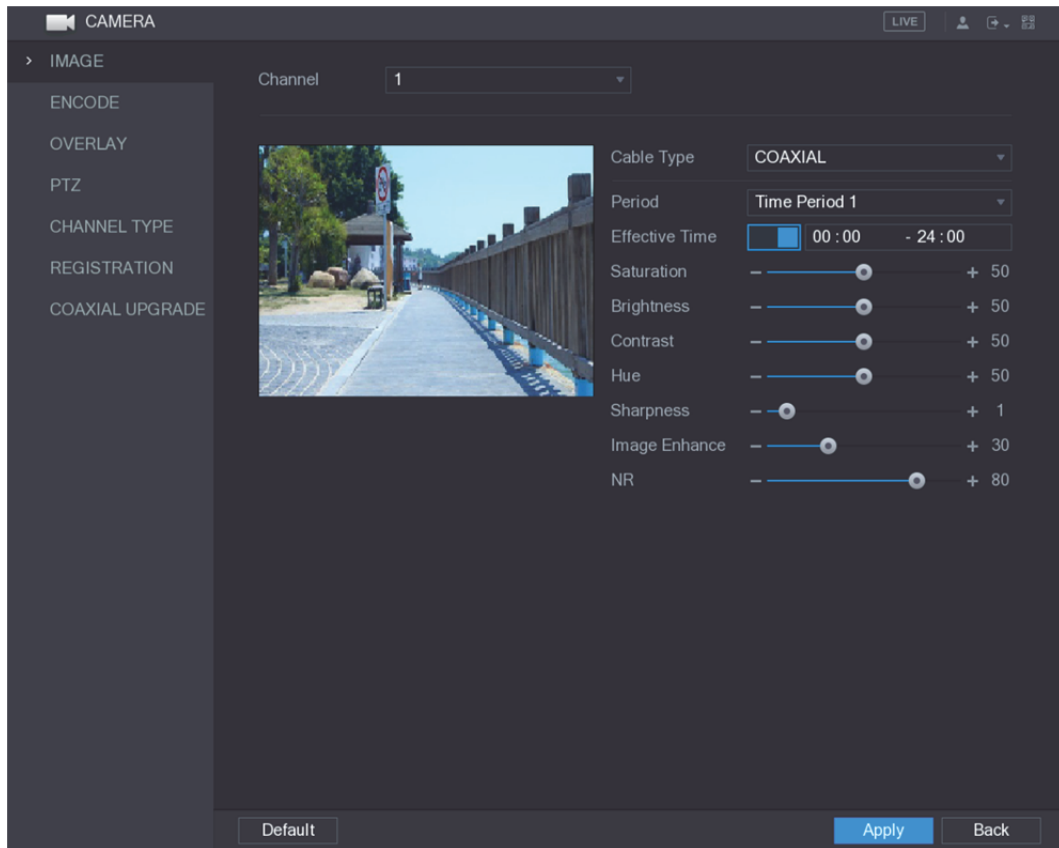 CAMERA
LIVE
IMAGE
ENCODE
OVERLAY
PTZ
CHANNEL TYPE
REGISTRATION
COAXIAL UPGRADE
Channel 1
Cable Type COAXIAL
Period Time Period 1
Effective Time 00 : 00 - 24 : 00
Saturation 50
Brightness 50
Contrast 50
Hue 50
Sharpness 1
Image Enhance 30
NR 80
Default Apply Back